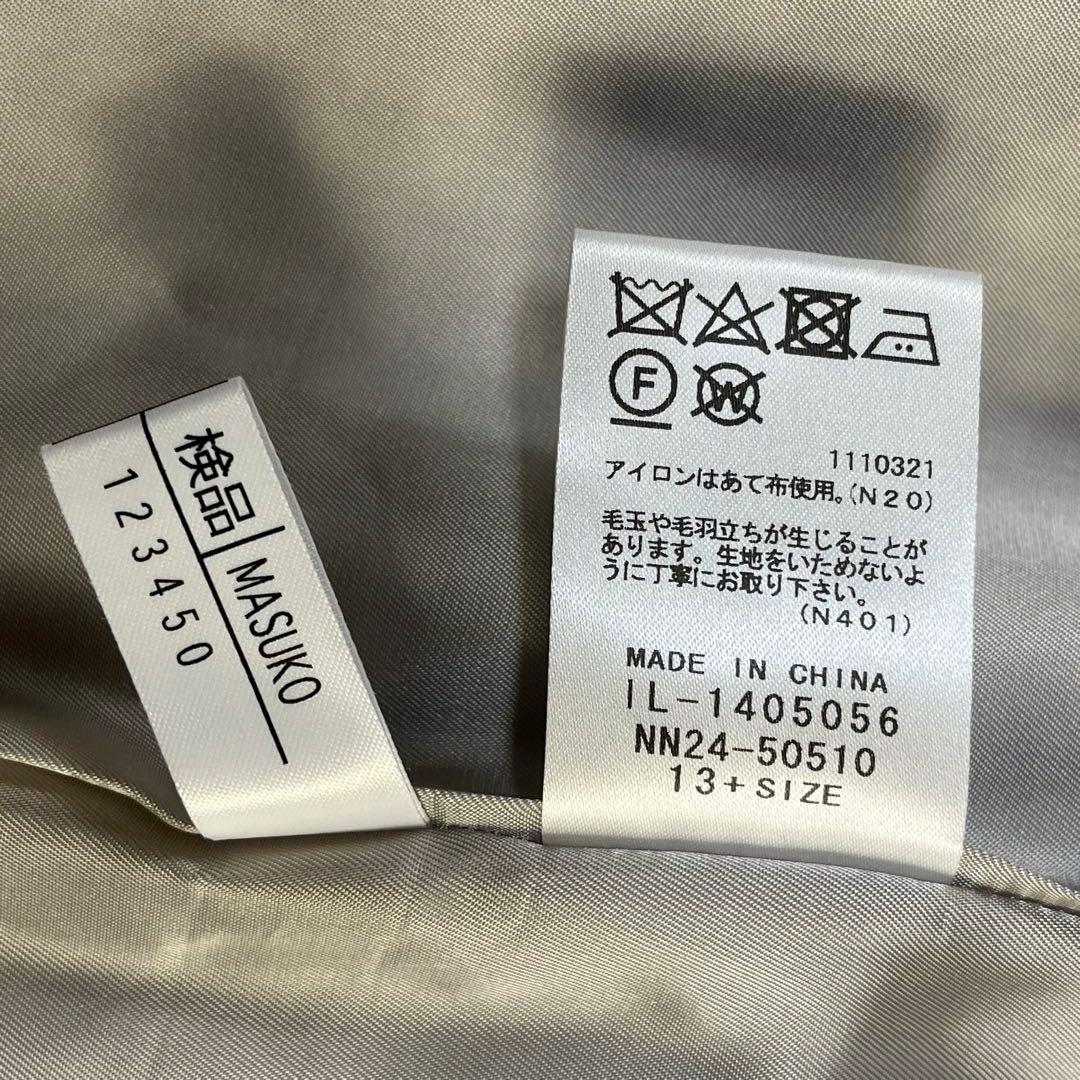 検品 MASUKO
123450
F W
1110321
アイロンはあて布使用。(N20)
毛玉や毛羽立ちが生じることが
あります。生地をいためないよ
うに丁寧にお取り下さい。
(N401)
MADE IN CHINA
IL-1405056
NN24-50510
13+SIZE